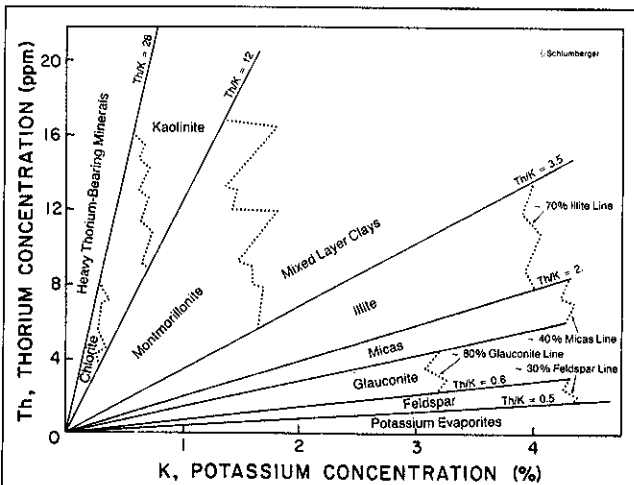 Th, THORIUM CONCENTRATION (ppm)
20
16
12
8
4
0
0
1
2
3
4
K, POTASSIUM CONCENTRATION (%)
Schlumberger
Th/K = 28
Th/K = 12
Th/K = 3.5
Th/K = 2.
Th/K = 0.6
Th/K = 0.5
Heavy Thorium-Bearing Minerals
Kaolinite
Chlorite
Montmorillonite
Mixed Layer Clays
~ 70% Illite Line
Illite
Micas
~ 40% Micas Line
Glauconite
~ 80% Glauconite Line
~ 30% Feldspar Line
Feldspar
Potassium Evaporites